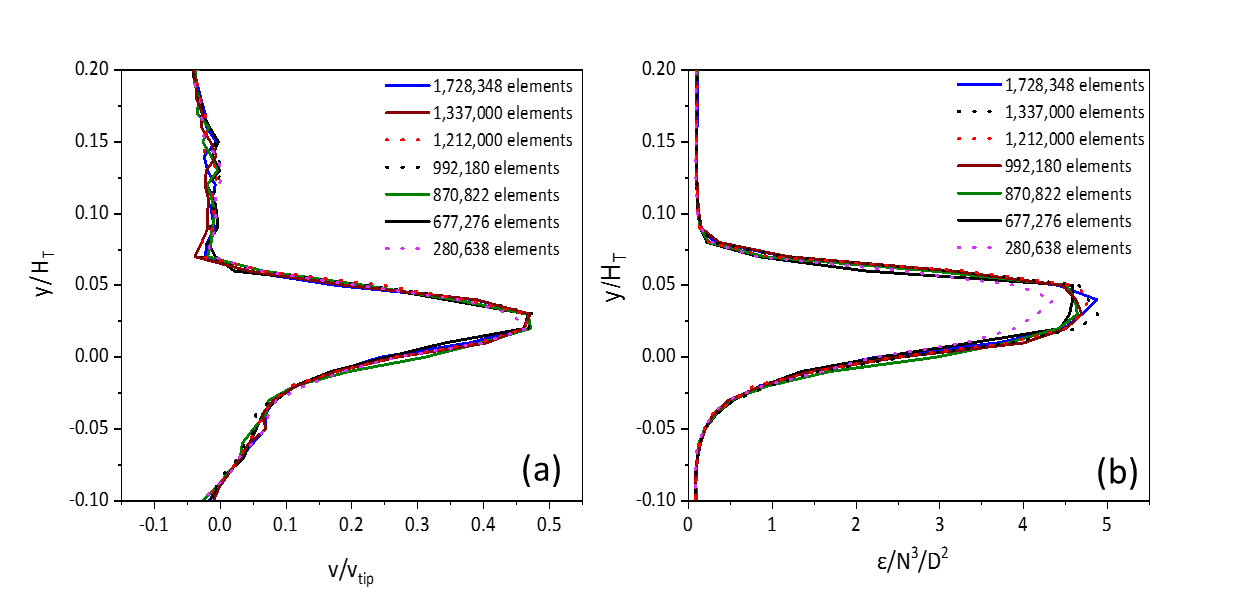 0.20
0.15
0.10
0.05
0.00
-0.05
-0.10
y/H_T
1,728,348 elements
1,337,000 elements
1,212,000 elements
992,180 elements
870,822 elements
677,276 elements
280,638 elements
(a)
-0.1 0.0 0.1 0.2 0.3 0.4 0.5
v/v_tip
0.20
0.15
0.10
0.05
0.00
-0.05
-0.10
y/H_T
1,728,348 elements
1,337,000 elements
1,212,000 elements
992,180 elements
870,822 elements
677,276 elements
280,638 elements
(b)
0 1 2 3 4 5
ε/N³/D²